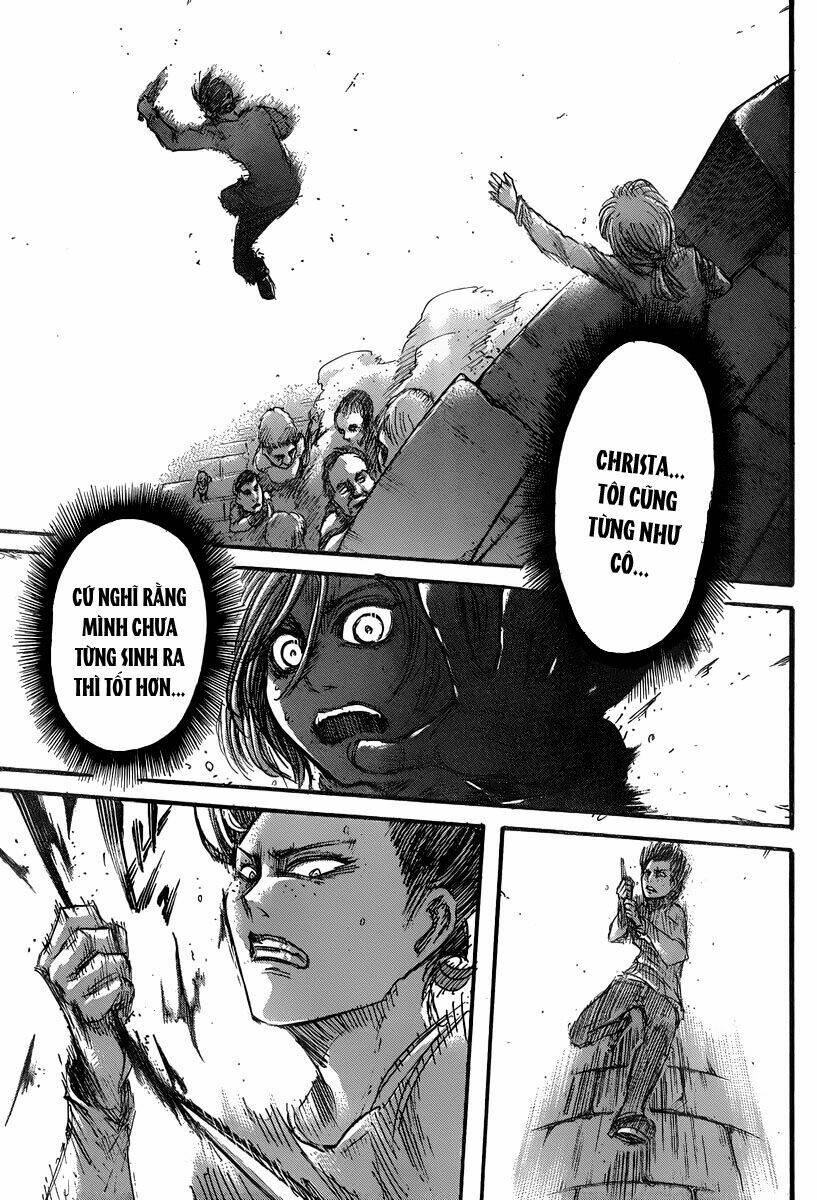 CHRISTA...
TÔI CŨNG
TỪNG NHƯ
CÔ...
CỨ NGHĨ RẰNG
MÌNH CHƯA
TỪNG SINH RA
THÌ TỐT HƠN...